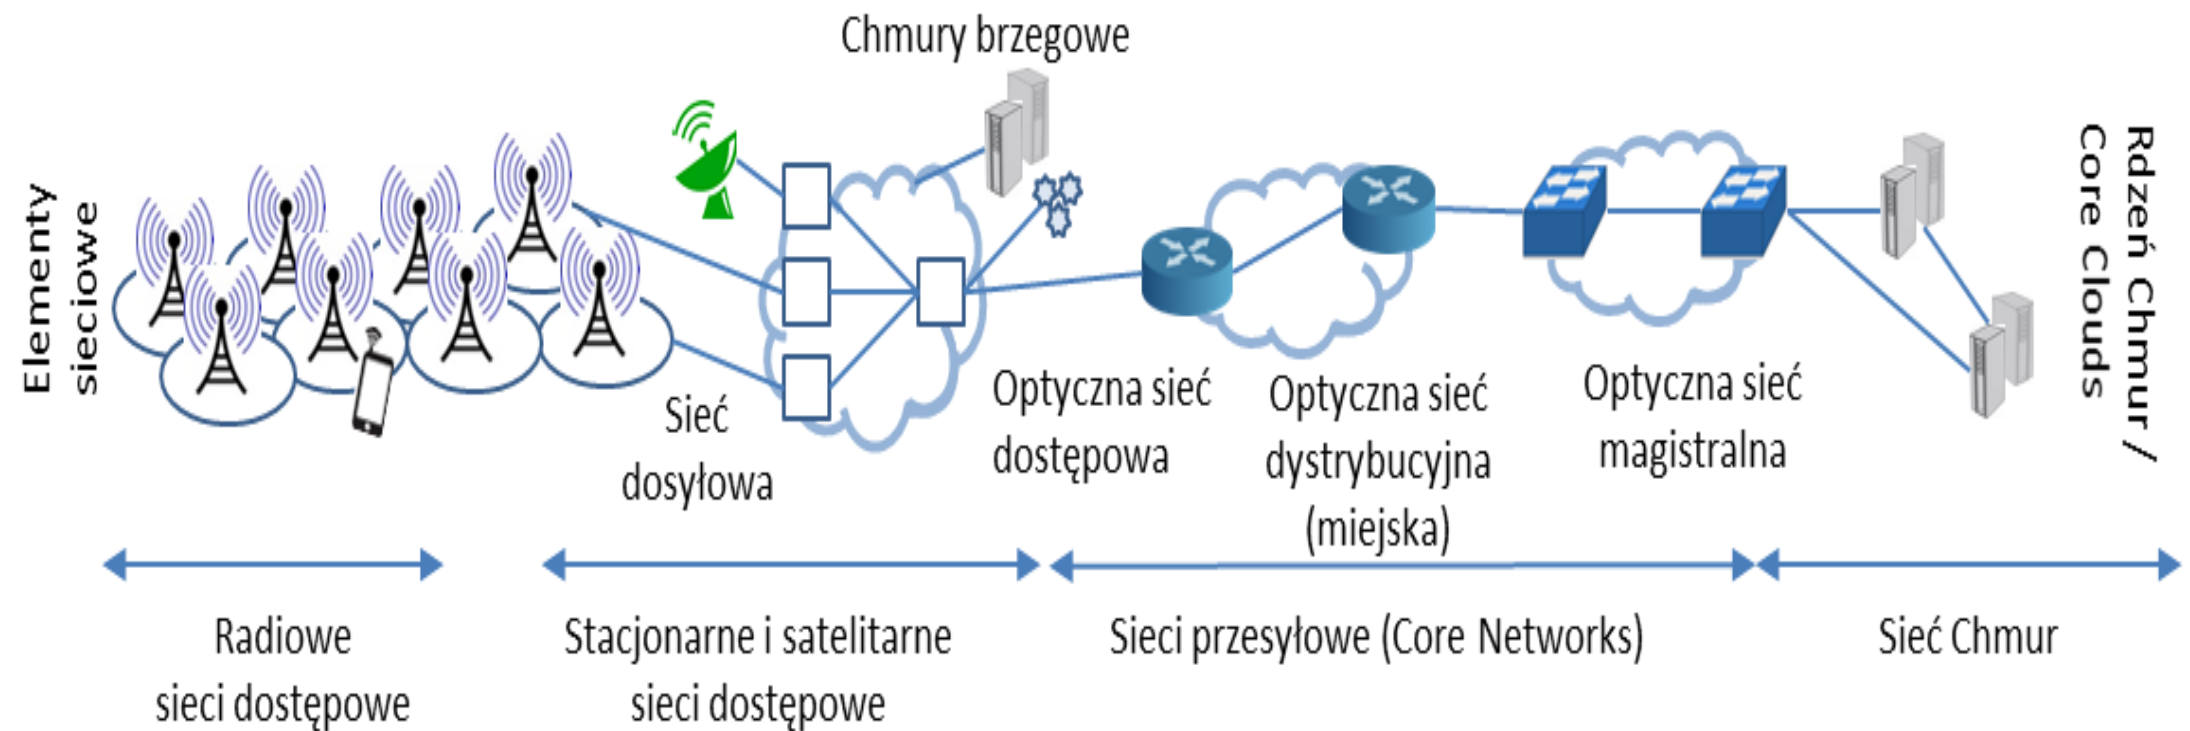 Chmury brzegowe
Elementy
sieciowe
Sieć
dosyłowa
Optyczna sieć
dostępowa
Optyczna sieć
dystrybucyjna
(miejska)
Optyczna sieć
magistralna
Rdzeń Chmur /
Core Clouds
Radiowe
sieci dostępowe
Stacjonarne i satelitarne
sieci dostępowe
Sieci przesyłowe (Core Networks)
Sieć Chmur